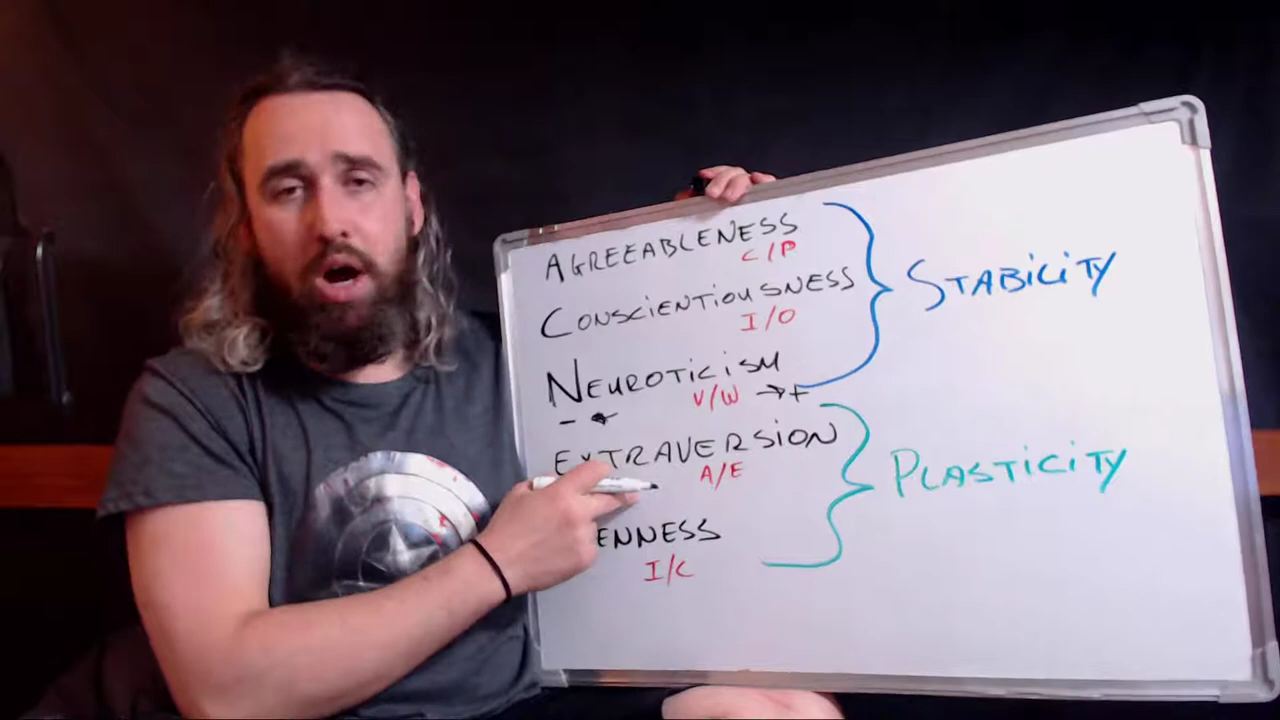 AGREEABLENESS
C/P
CONSCIENTIOUSNESS
I/O
STABILITY
NEUROTICISM
V/W → +
- ←
EXTRAVERSION
A/E
PLASTICITY
ENNESS
I/C